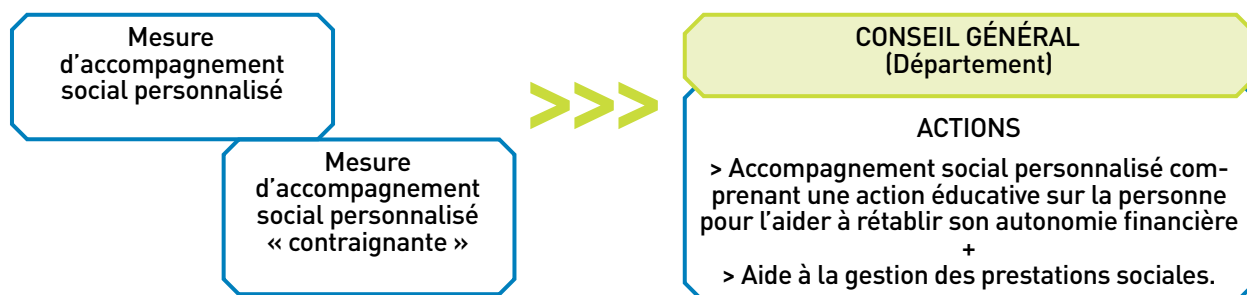 Mesure
d’accompagnement
social personnalisé
Mesure
d’accompagnement
social personnalisé
« contraignante »
>>>
CONSEIL GÉNÉRAL
(Département)
ACTIONS
> Accompagnement social personnalisé com-
prenant une action éducative sur la personne
pour l’aider à rétablir son autonomie financière
+
> Aide à la gestion des prestations sociales.